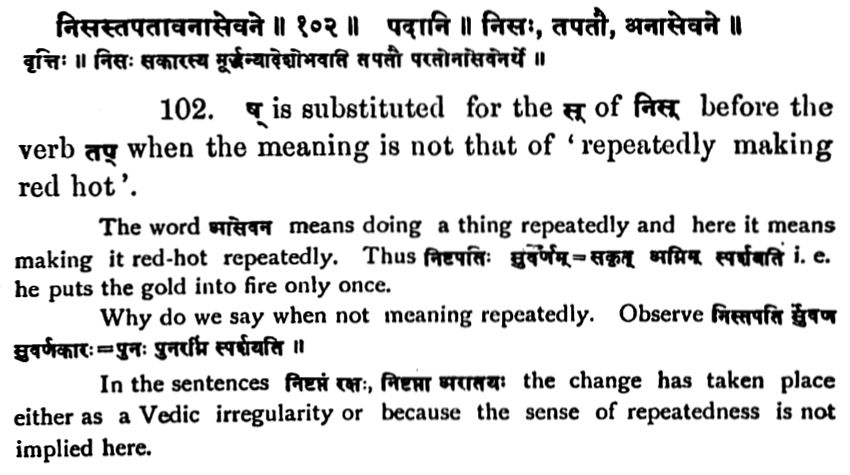 निसस्तपतावनासेवने ॥ १०२ ॥ पदानि ॥ निसः, तपतौ, अनासेवने ॥
वृत्तिः ॥ निसः सकारस्य मूर्द्धन्यादेशोभवति तपतौ परतोनासेवनेर्थे ॥
102. ष् is substituted for the स् of निस् before the
verb तप् when the meaning is not that of ‘repeatedly making
red hot’.
The word आसेवन means doing a thing repeatedly and here it means
making it red-hot repeatedly. Thus निष्टपतिः सुवर्णम्=सकृत् अग्निम् स्पर्शयति i. e.
he puts the gold into fire only once.
Why do we say when not meaning repeatedly. Observe निस्तपति
सुवर्णकारः=पुनः पुनरग्निं स्पर्शयति ॥
In the sentences निष्टप्तं रक्षः, निष्टप्ता अरातयः the change has taken place
either as a Vedic irregularity or because the sense of repeatedness is not
implied here.